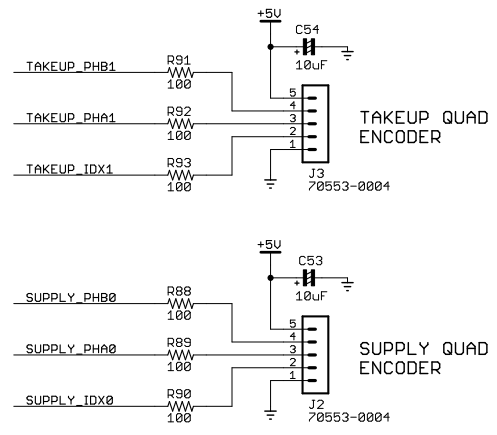 +5V
C54
+
10uF
TAKEUP_PHB1
R91
100
TAKEUP_PHA1
R92
100
TAKEUP_IDX1
R93
100
5
4
3
2
1
J3
70553-0004
TAKEUP QUAD
ENCODER
+5V
C53
+
10uF
SUPPLY_PHB0
R88
100
SUPPLY_PHA0
R89
100
SUPPLY_IDX0
R90
100
5
4
3
2
1
J2
70553-0004
SUPPLY QUAD
ENCODER